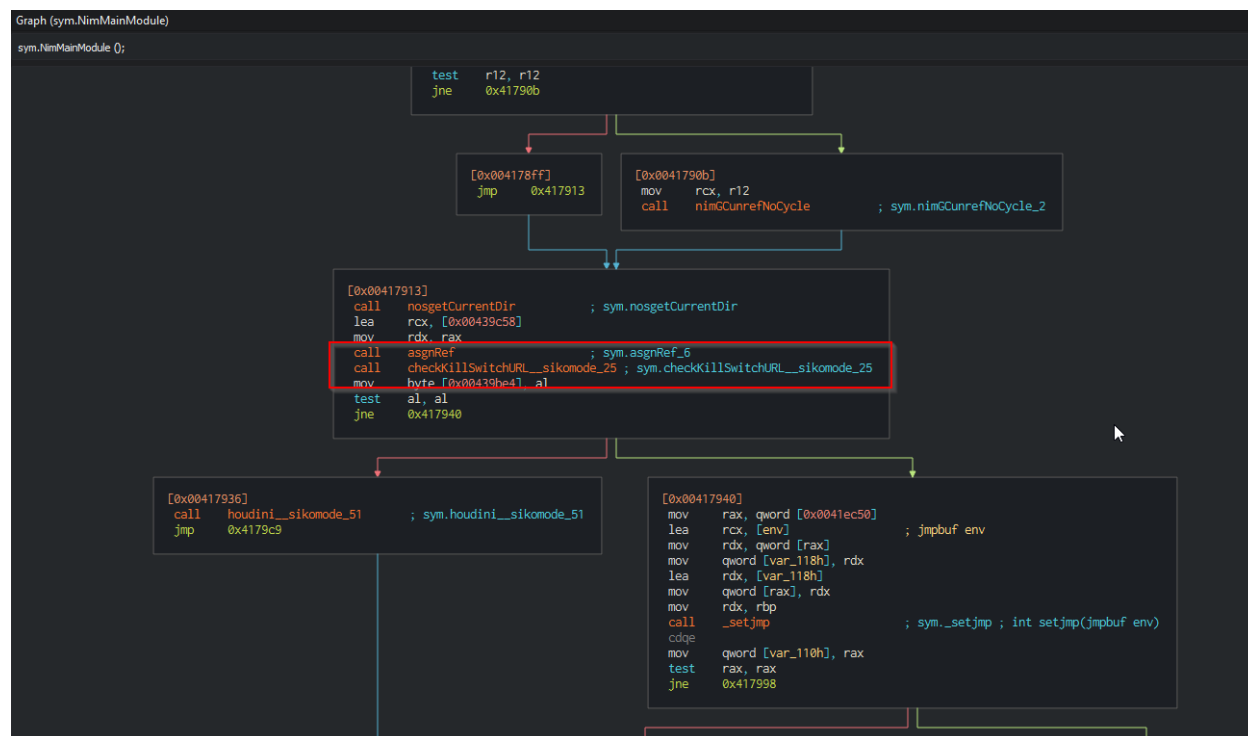 Graph (sym.NimMainModule)
sym.NimMainModule ();
test r12, r12
jne 0x41790b
[0x004178ff]
jmp 0x417913
[0x0041790b]
mov rcx, r12
call nimGCunrefNoCycle ; sym.nimGCunrefNoCycle_2
[0x00417913]
call nosgetCurrentDir ; sym.nosgetCurrentDir
lea rcx, [0x00439c58]
mov rdx, rax
call asgnRef ; sym.asgnRef_6
call checkKillSwitchURL__sikomode_25 ; sym.checkKillSwitchURL__sikomode_25
mov byte [0x00439be4], al
test al, al
jne 0x417940
[0x00417936]
call houdini__sikomode_51 ; sym.houdini__sikomode_51
jmp 0x4179c9
[0x00417940]
mov rax, qword [0x0041ec50]
lea rcx, [env] ; jmpbuf env
mov rdx, qword [rax]
mov qword [var_118h], rdx
lea rdx, [var_118h]
mov qword [rax], rdx
mov rdx, rbp
call _setjmp ; sym._setjmp ; int setjmp(jmpbuf env)
cdqe
mov qword [var_110h], rax
test rax, rax
jne 0x417998